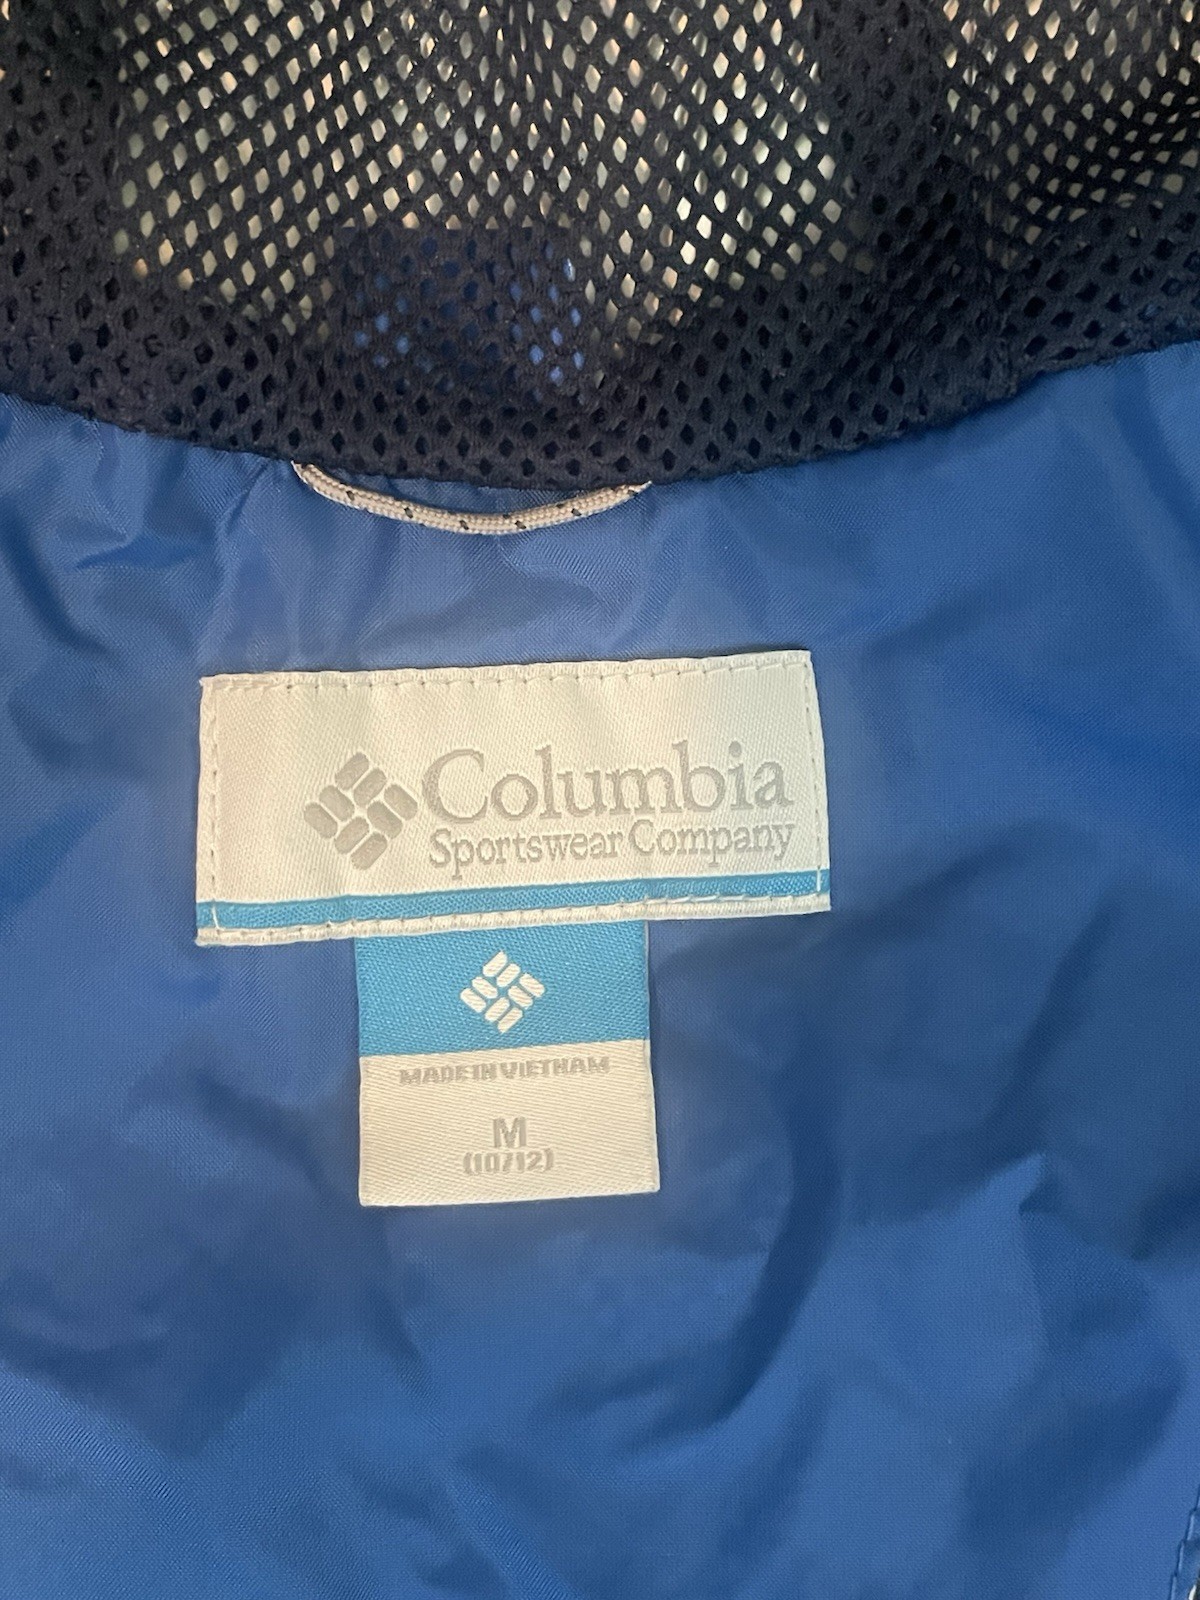 Columbia
Sportswear Company
MADE IN VIETNAM
M
(10/12)